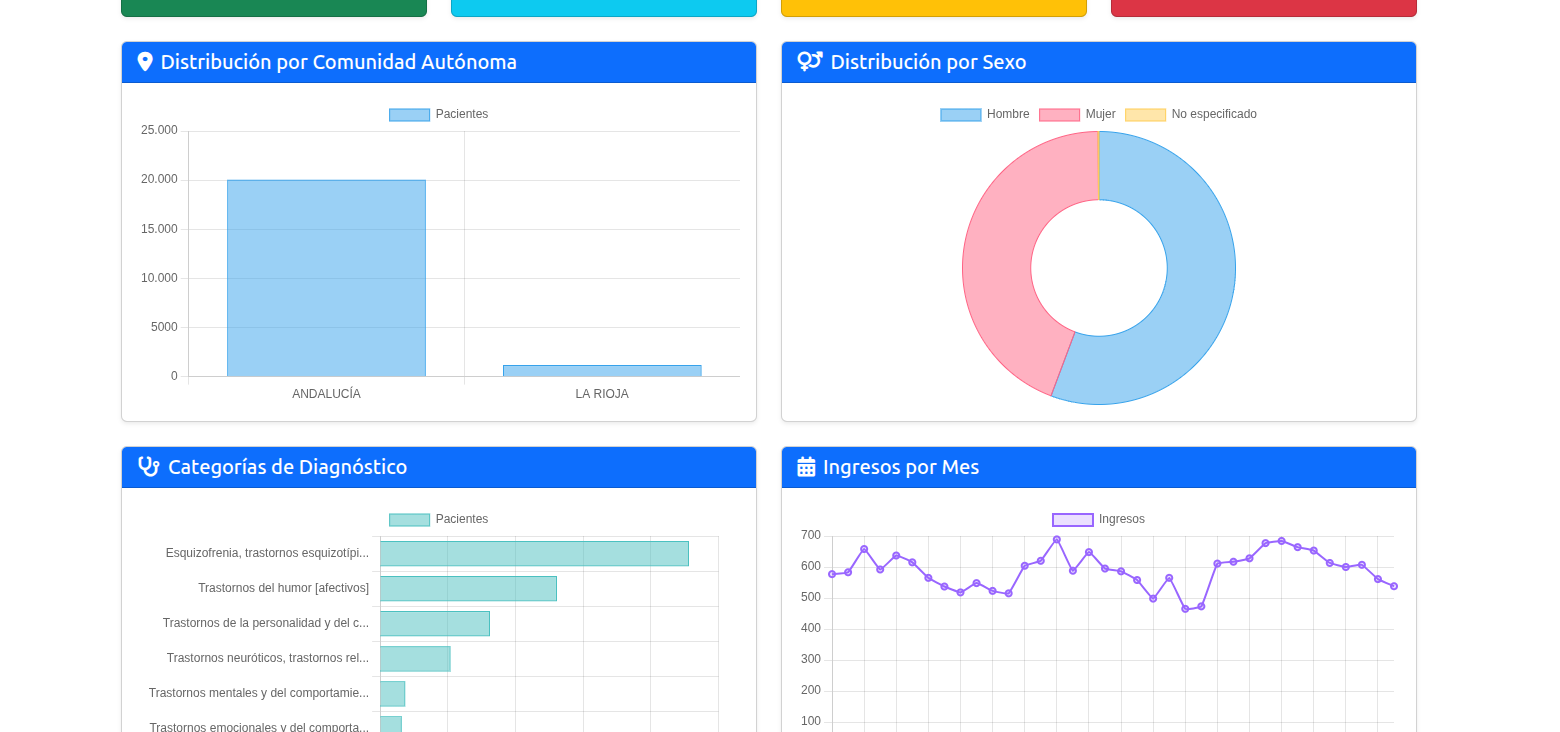 Distribución por Comunidad Autónoma
Pacientes
25.000
20.000
15.000
10.000
5000
0
ANDALUCÍA
LA RIOJA
Distribución por Sexo
Hombre
Mujer
No especificado
Categorías de Diagnóstico
Pacientes
Esquizofrenia, trastornos esquizotípi...
Trastornos del humor [afectivos]
Trastornos de la personalidad y del c...
Trastornos neuróticos, trastornos rel...
Trastornos mentales y del comportamie...
Trastornos emocionales y del comporta...
Ingresos por Mes
Ingresos
700
600
500
400
300
200
100